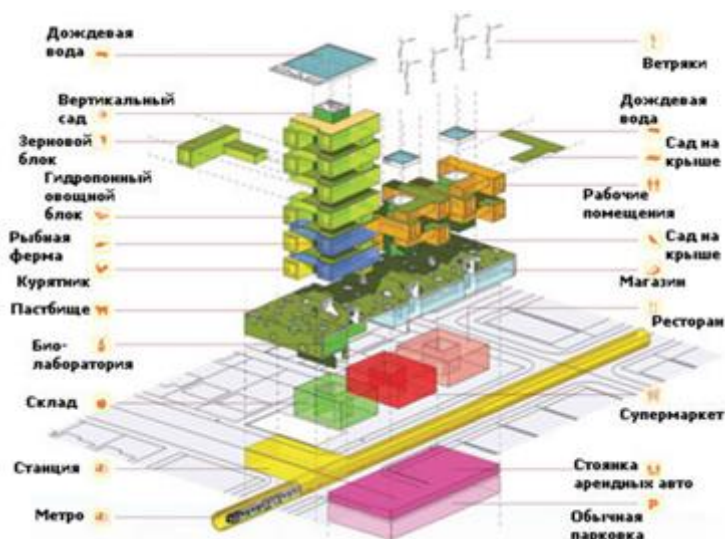 Дождевая
вода
Вертикальный
сад
Зерновой
блок
Гидропонный
овощной
блок
Рыбная
ферма
Курятник
Пастбище
Био-
лаборатория
Склад
Станция
Метро
Ветряки
Дождевая
вода
Сад на
крыше
Рабочие
помещения
Сад на
крыше
Магазин
Ресторан
Супермаркет
Стоянка
арендных авто
Обычная
парковка